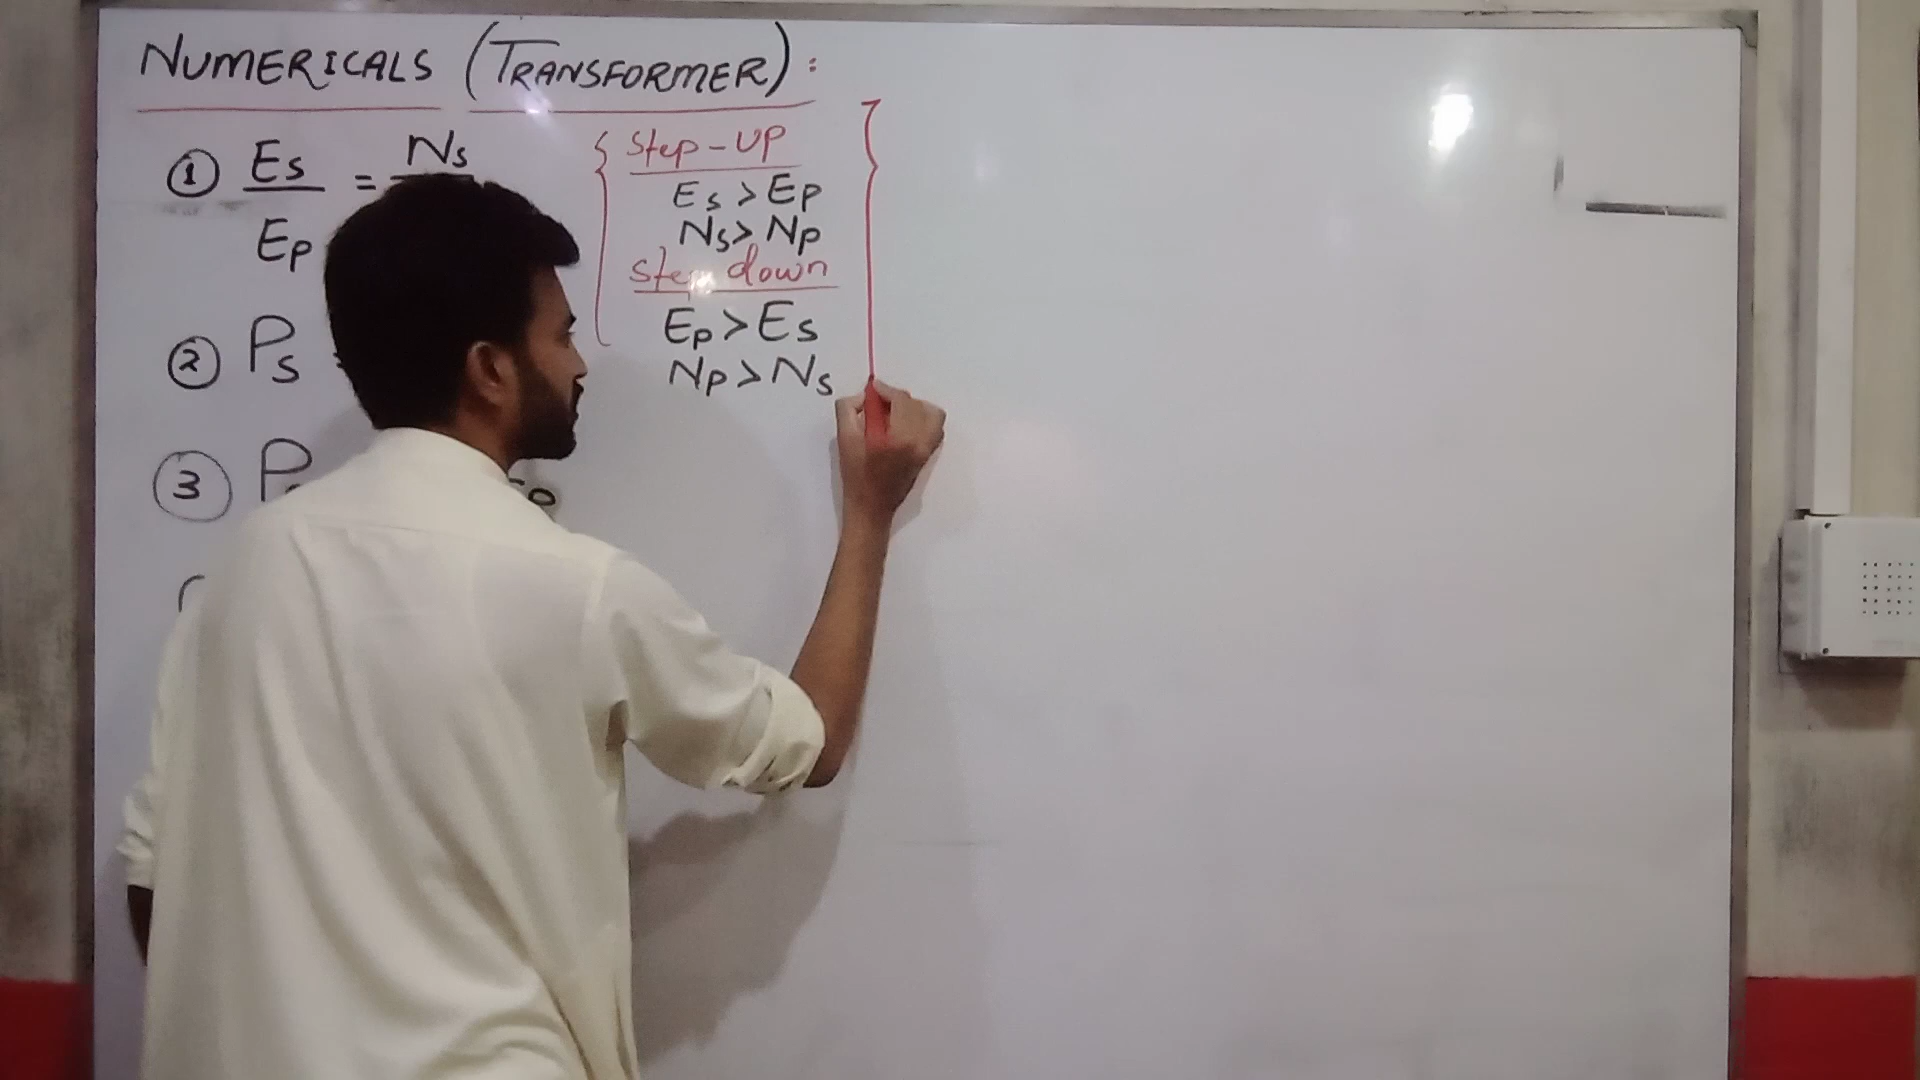 NUMERICALS (TRANSFORMER) :
① Es = Ns
Ep
② Ps
③ P
Step-UP
Es > Ep
Ns > Np
Step down
Ep > Es
Np > Ns